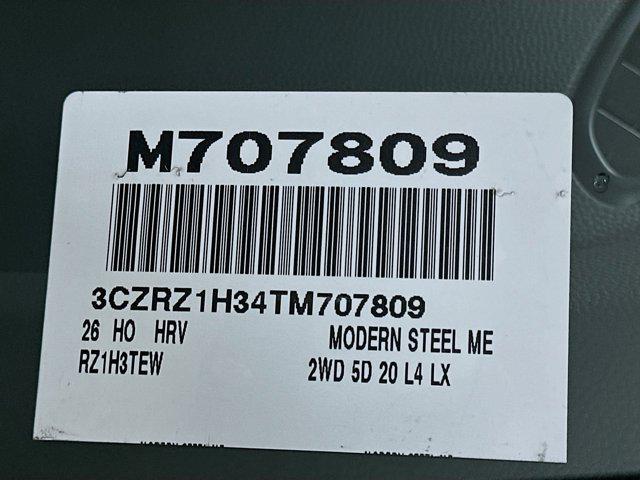 M707809
3CZRZ1H34TM707809
26 HO HRV MODERN STEEL ME
RZ1H3TEW 2WD 5D 20 L4 LX